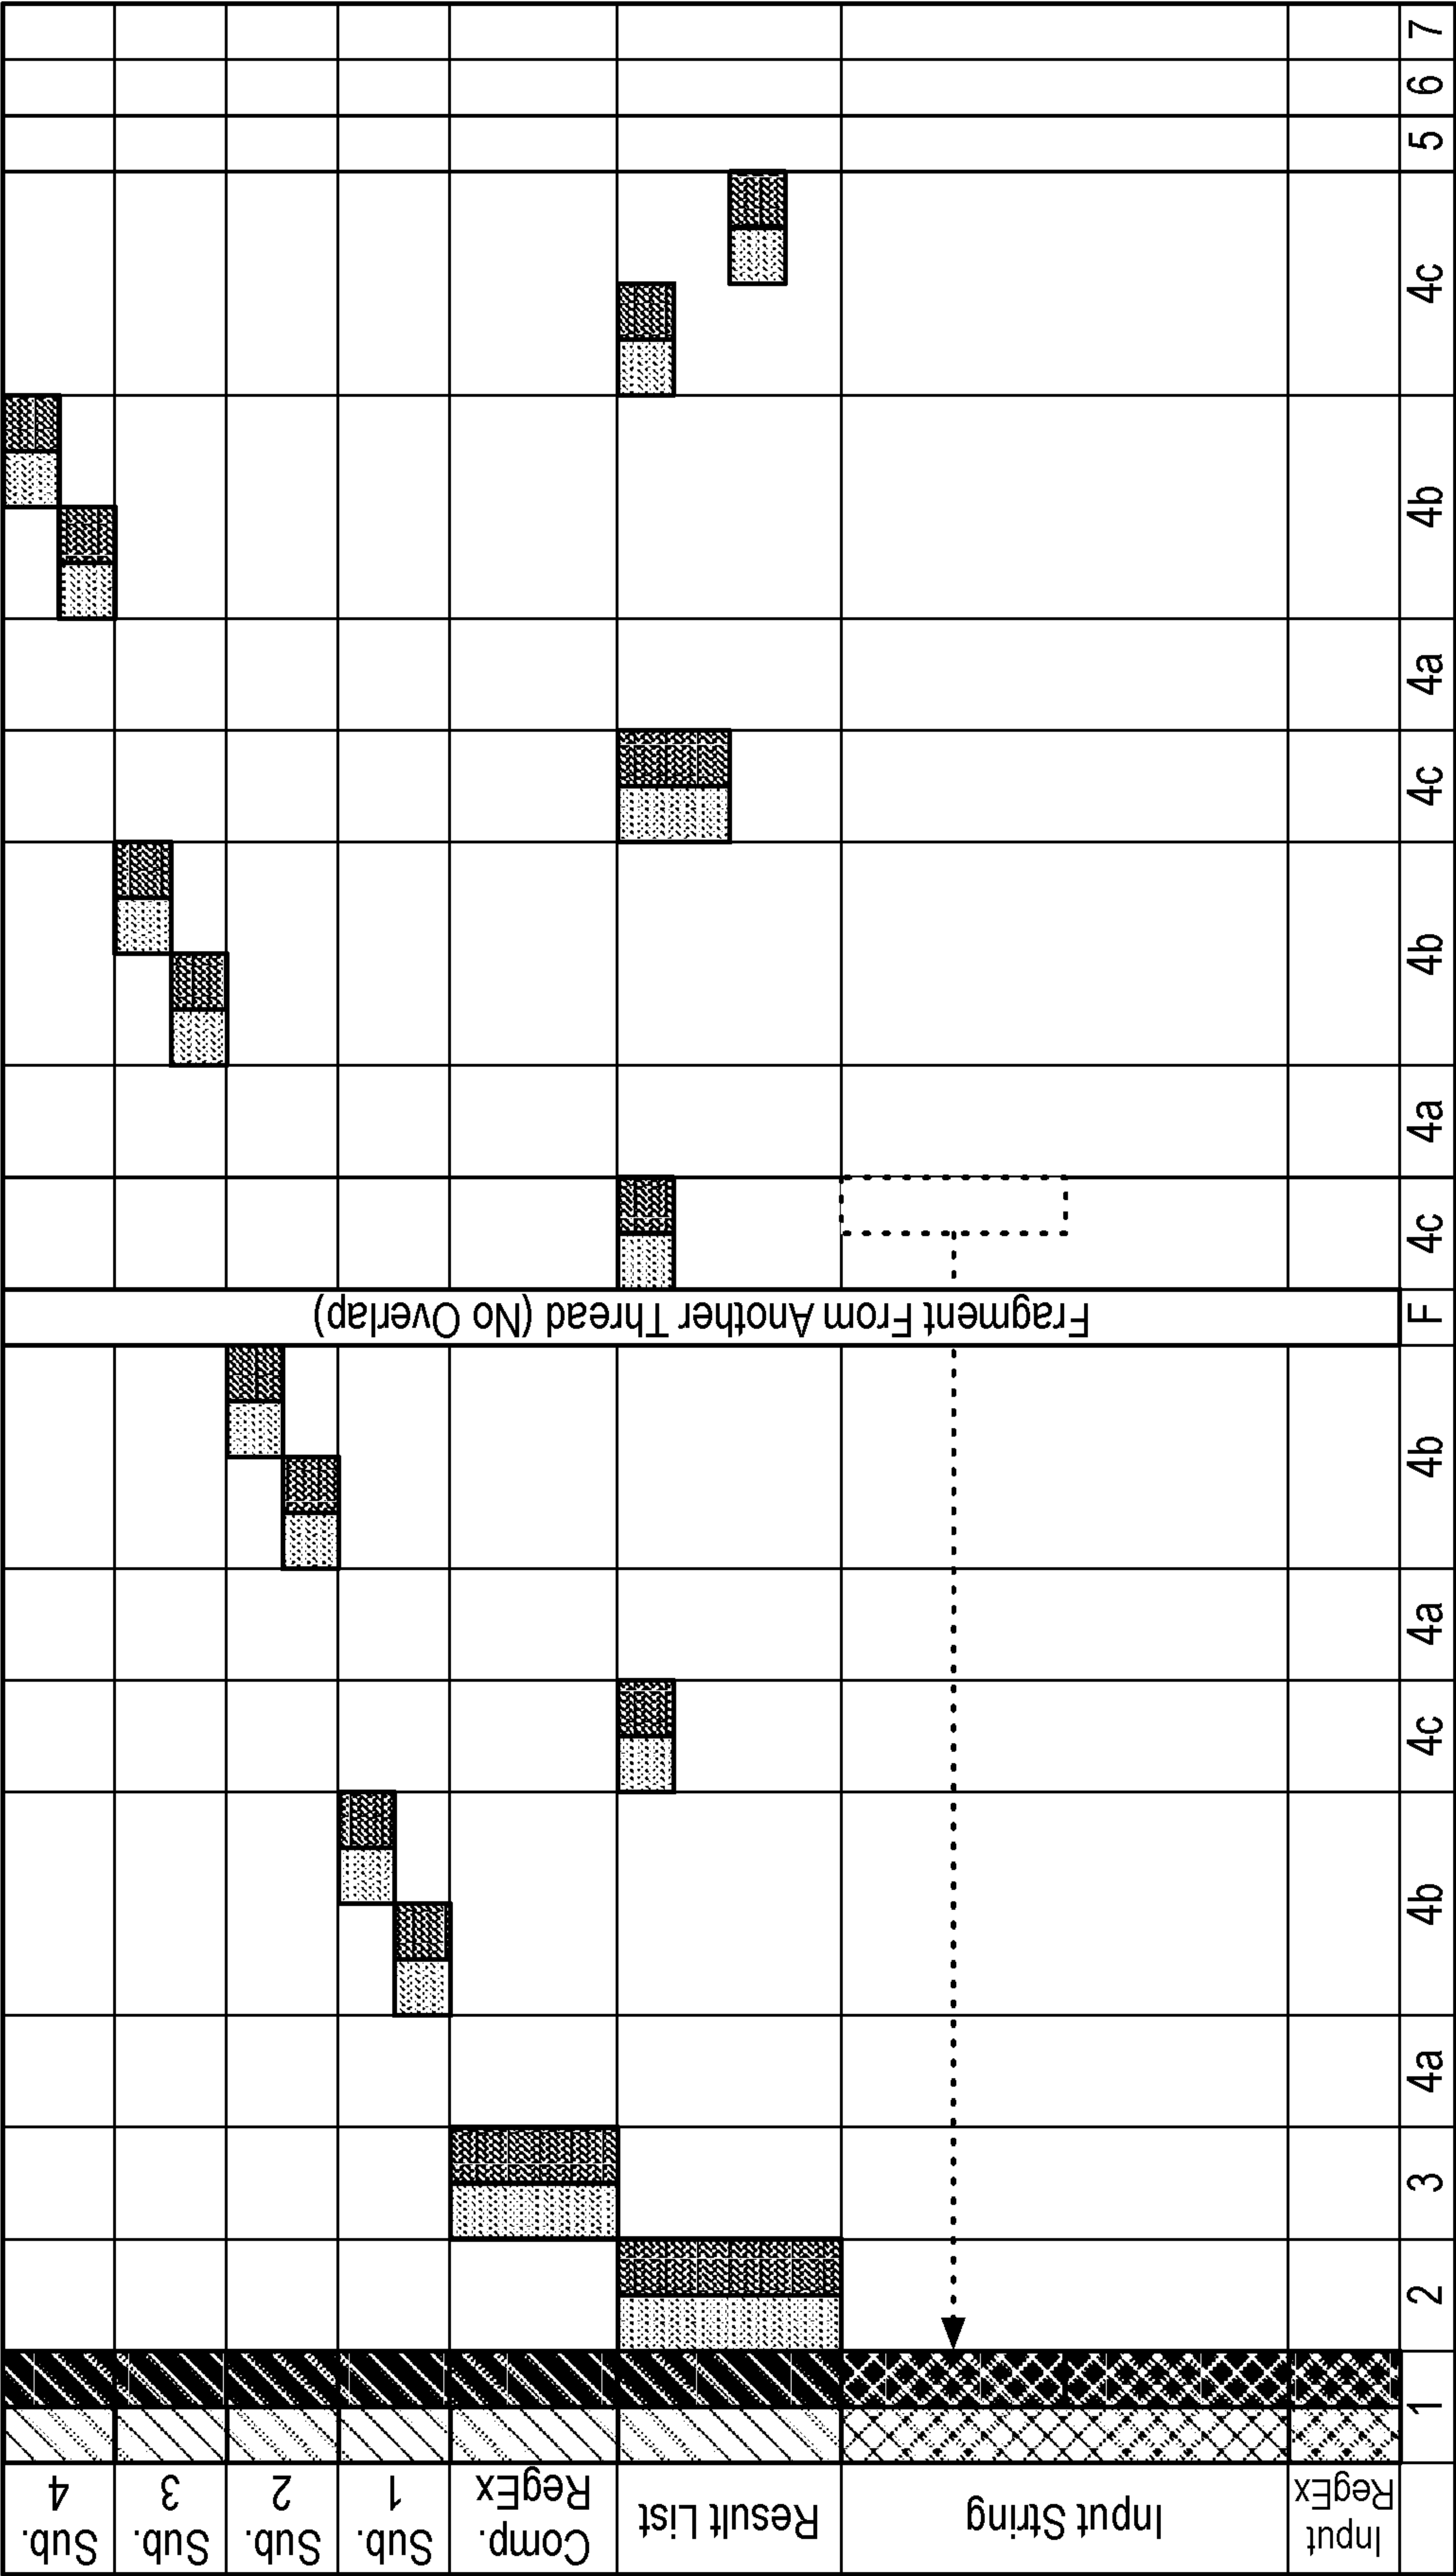 Input
RegEx
Input String
Result List
Comp.
RegEx
Sub.
1
Sub.
2
Sub.
3
Sub.
4
1
2
3
4a
4b
4c
4a
4b
F
Fragment From Another Thread (No Overlap)
4c
4a
4b
4c
4a
4b
4c
5
6
7